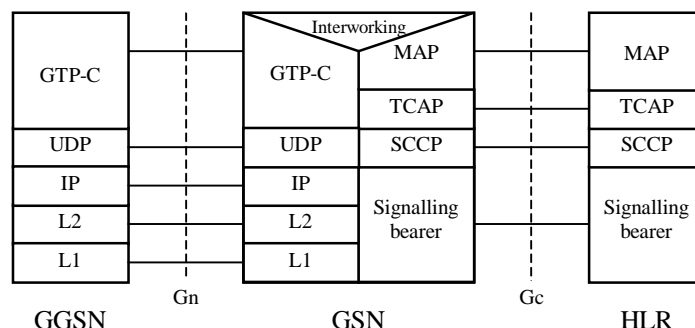 Interworking
GTP-C
GTP-C
MAP
MAP
TCAP
TCAP
UDP
UDP
SCCP
SCCP
IP
IP
L2
L2
Signalling
bearer
Signalling
bearer
L1
L1
Gn
Gc
GGSN
GSN
HLR